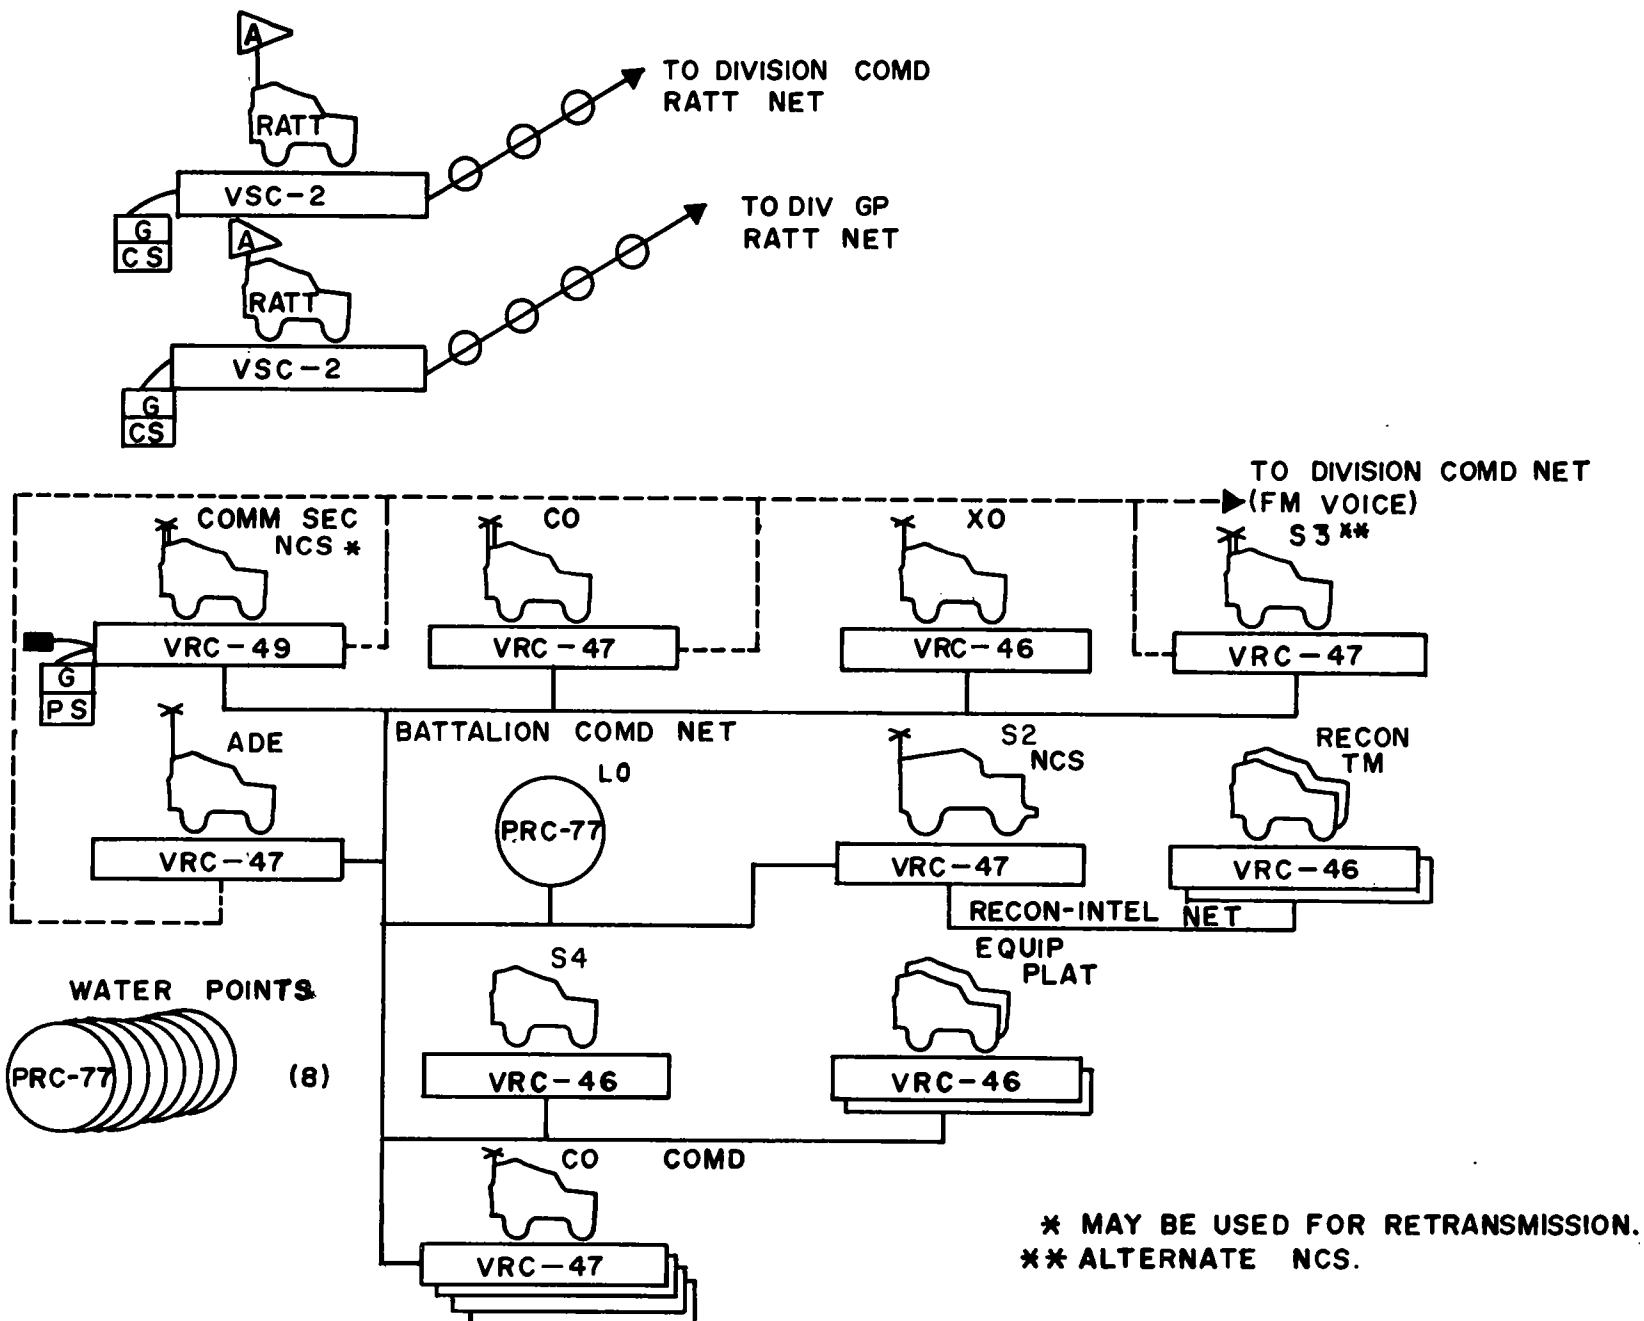 A
TO DIVISION COMD
RATT NET
RATT
VSC-2
G
CS
TO DIV GP
RATT NET
A
RATT
VSC-2
G
CS
TO DIVISION COMD NET
(FM VOICE)
COMM SEC
NCS *
CO
XO
S3 **
VRC-49
VRC-47
VRC-46
VRC-47
G
PS
BATTALION COMD NET
ADE
LO
S2
NCS
RECON
TM
PRC-77
VRC-47
VRC-47
VRC-46
RECON-INTEL NET
S4
EQUIP
PLAT
WATER POINTS
PRC-77
(8)
VRC-46
VRC-46
CO COMD
VRC-47
* MAY BE USED FOR RETRANSMISSION.
** ALTERNATE NCS.